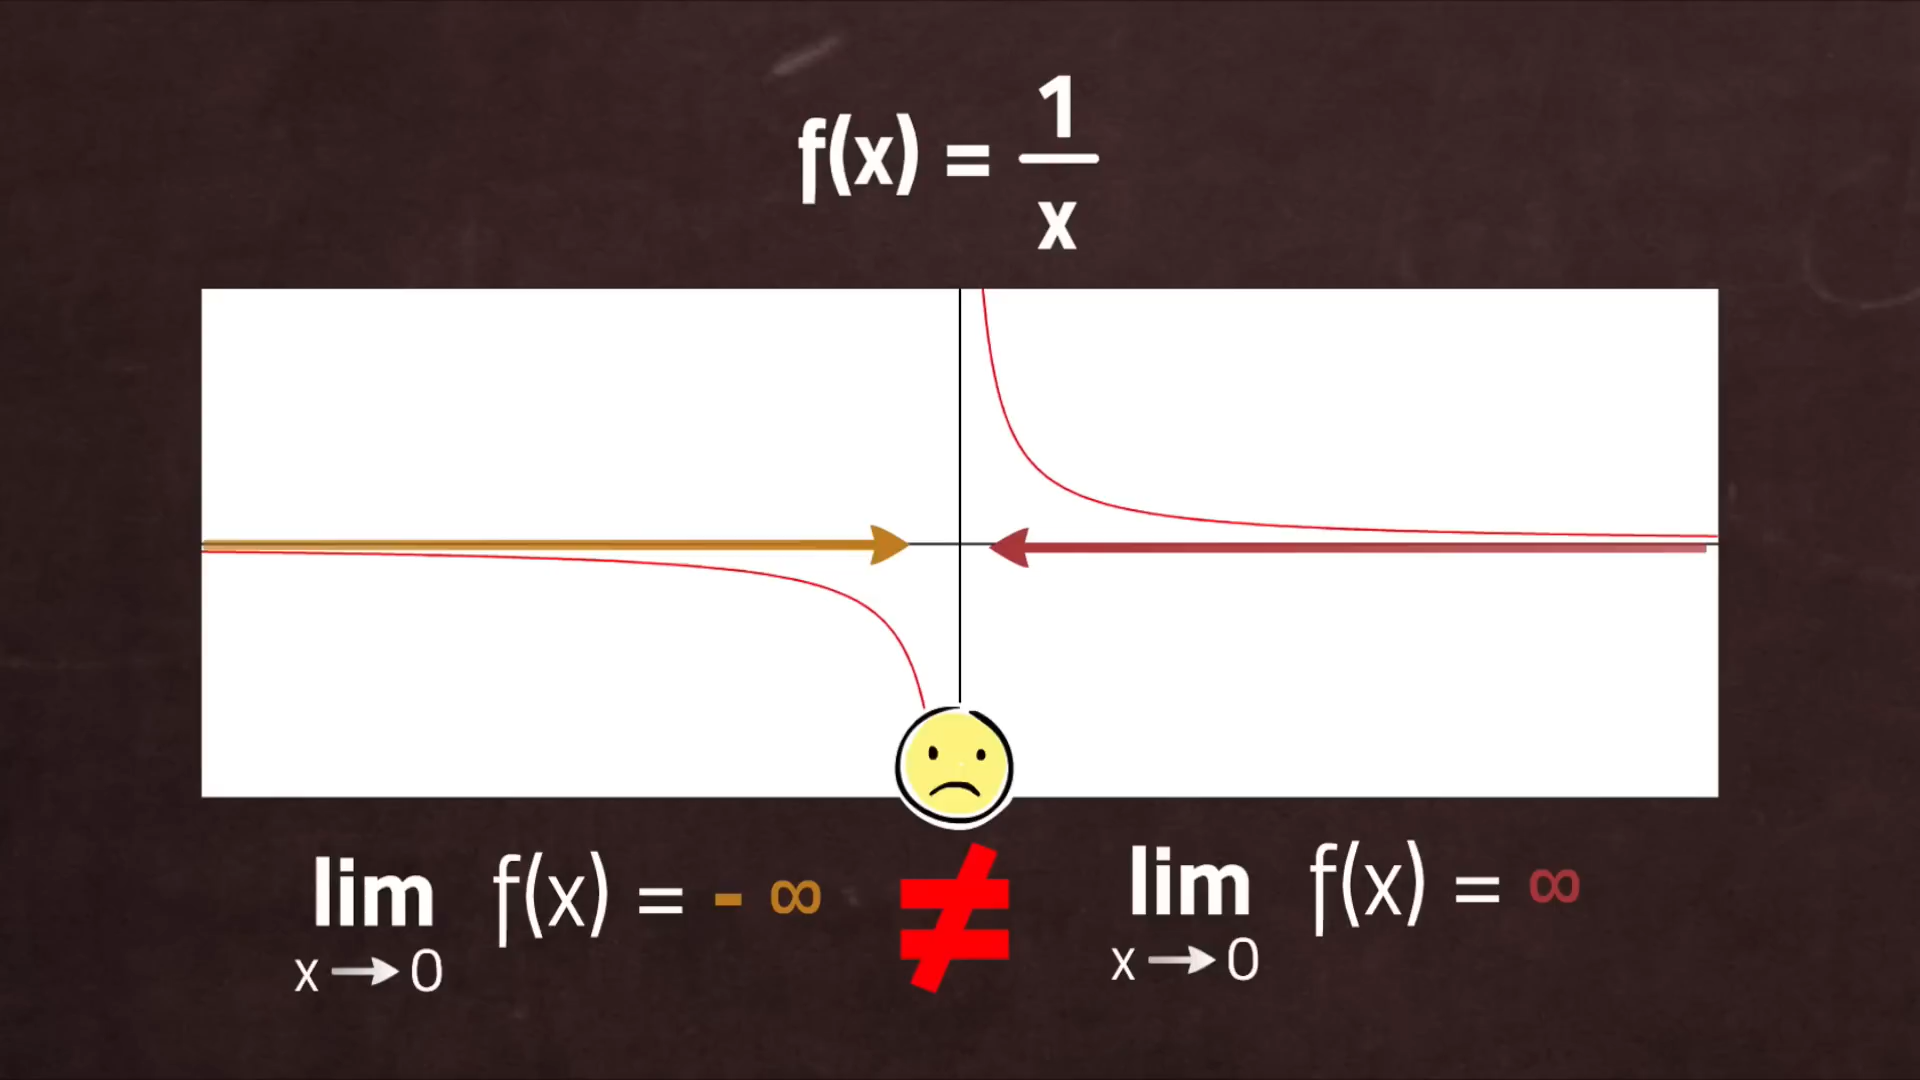 f(x) = 1/x
lim f(x) = - ∞
x → 0
≠
lim f(x) = ∞
x → 0